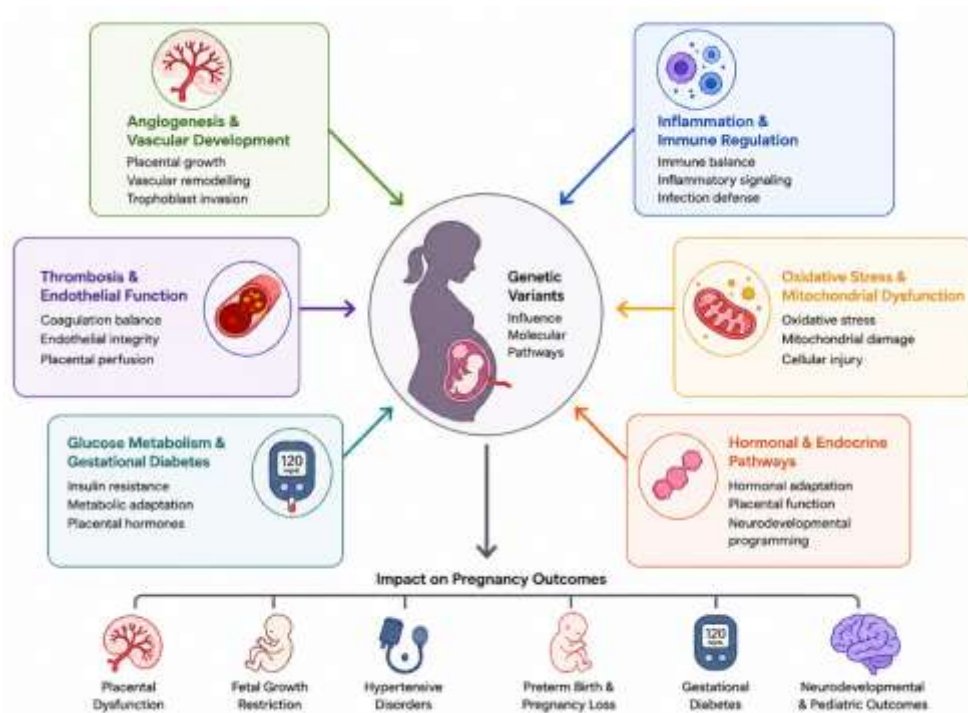 Angiogenesis &
Vascular Development
Placental growth
Vascular remodelling
Trophoblast invasion
Inflammation &
Immune Regulation
Immune balance
Inflammatory signaling
Infection defense
Thrombosis &
Endothelial Function
Coagulation balance
Endothelial integrity
Placental perfusion
Genetic
Variants
Influence
Molecular
Pathways
Oxidative Stress &
Mitochondrial Dysfunction
Oxidative stress
Mitochondrial damage
Cellular injury
Glucose Metabolism &
Gestational Diabetes
Insulin resistance
Metabolic adaptation
Placental hormones
120
Hormonal & Endocrine
Pathways
Hormonal adaptation
Placental function
Neurodevelopmental
programming
Impact on Pregnancy Outcomes
120
Placental
Dysfunction
Fetal Growth
Restriction
Hypertensive
Disorders
Preterm Birth &
Pregnancy Loss
Gestational
Diabetes
Neurodevelopmental
& Pediatric Outcomes